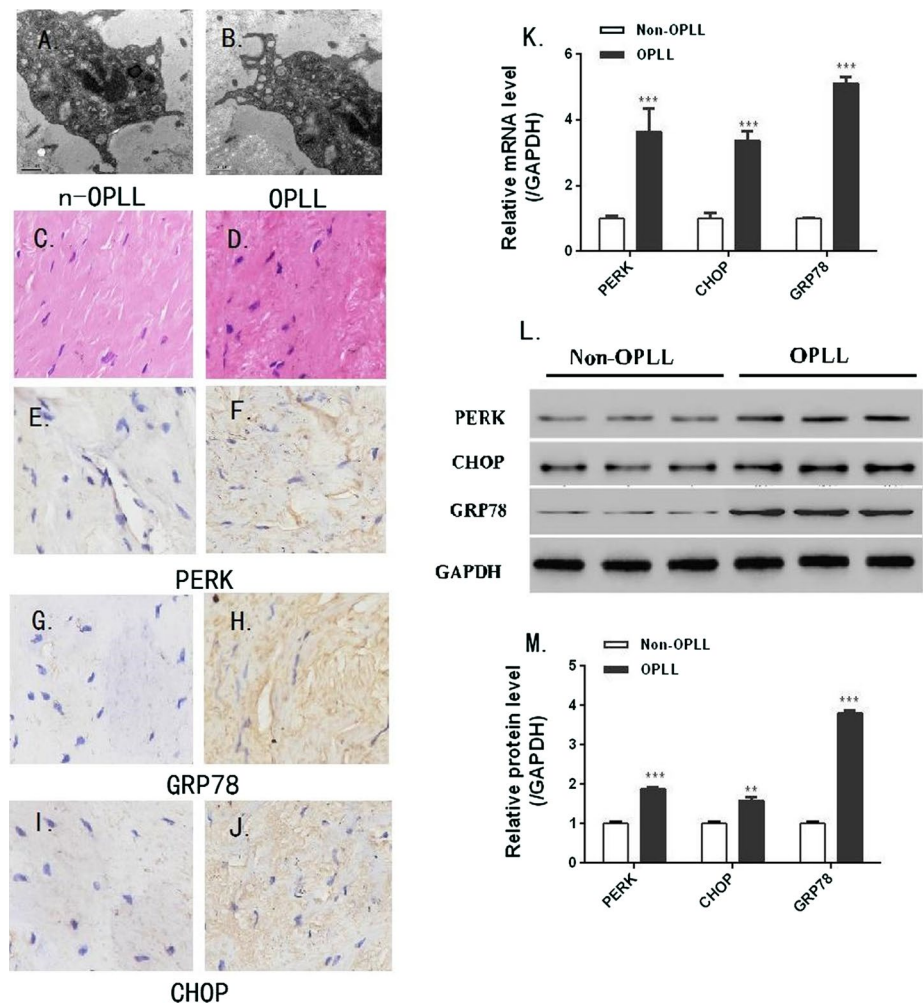 A.
B.
n-OPLL
OPLL
C.
D.
E.
F.
PERK
G.
H.
GRP78
I.
J.
CHOP
K.
Non-OPLL
OPLL
Relative mRNA level
(/GAPDH)
6
4
2
0
***
***
***
PERK
CHOP
GRP78
L.
Non-OPLL
OPLL
PERK
CHOP
GRP78
GAPDH
M.
Non-OPLL
OPLL
Relative protein level
(/GAPDH)
5
4
3
2
1
0
***
**
***
PERK
CHOP
GRP78